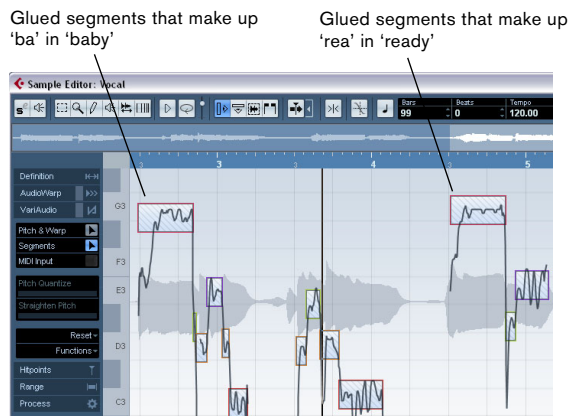 Glued segments that make up
‘ba’ in ‘baby’
Glued segments that make up
‘rea’ in ‘ready’
Sample Editor: Vocal
Bars Beats Tempo
99 0 120.00
3 4 5
Definition
AudioWarp
VariAudio
Pitch & Warp
Segments
MIDI Input
Pitch Quantize
Straighten Pitch
Reset
Functions
Hitpoints
Range
Process
G3
F3
E3
D3
C3